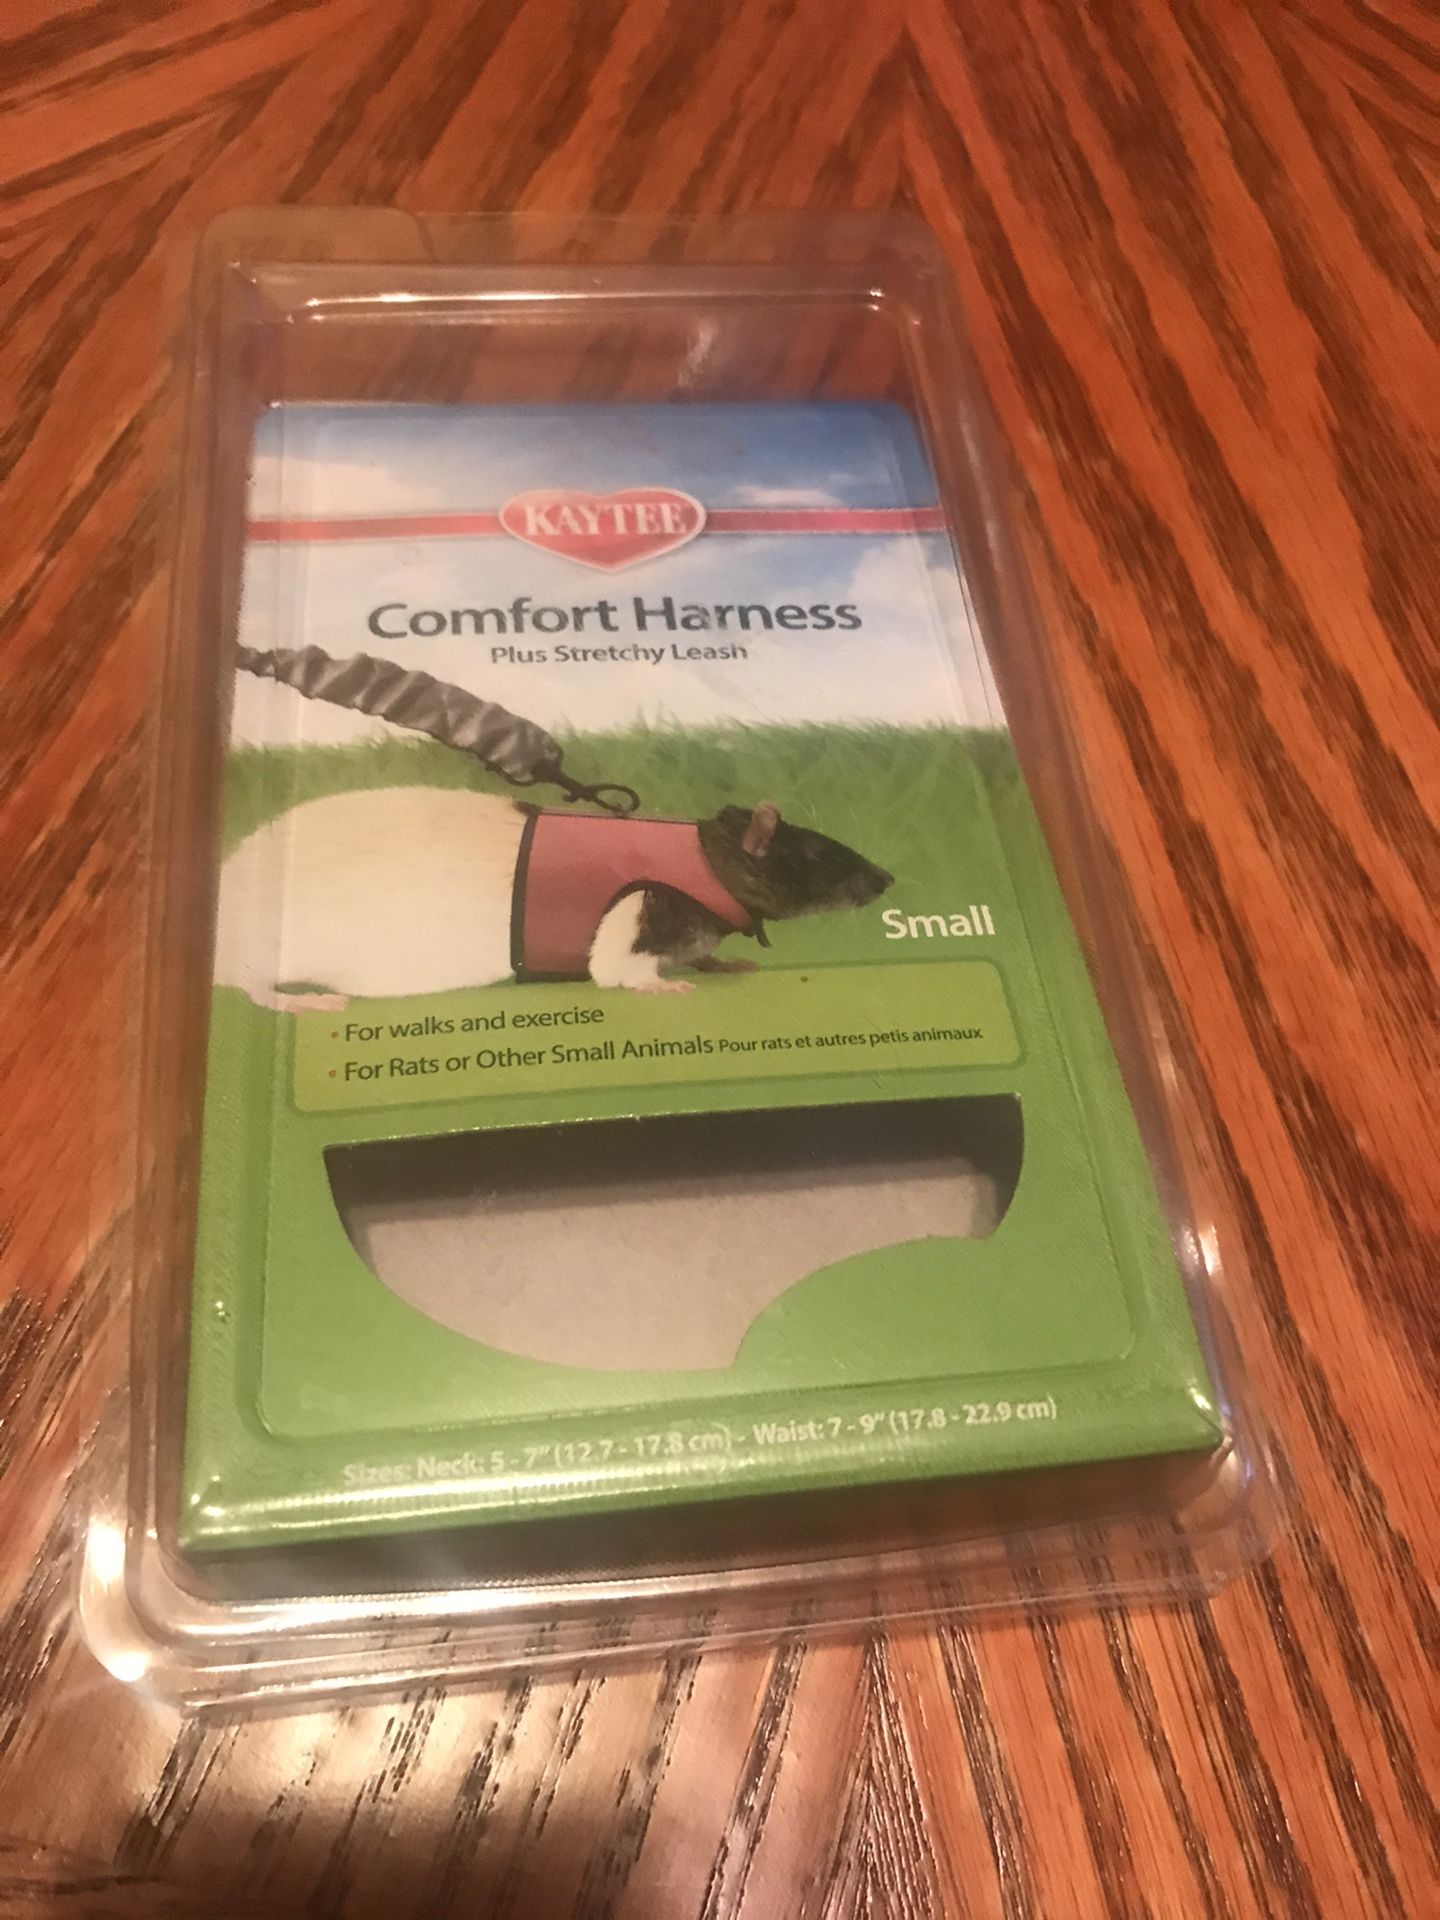 KAYTEE
Comfort Harness
Plus Stretchy Leash
Small
• For walks and exercise
• For Rats or Other Small Animals Pour rats et autres petis animaux
Sizes: Neck: 5 - 7" (12.7 - 17.8 cm) - Waist: 7 - 9" (17.8 - 22.9 cm)